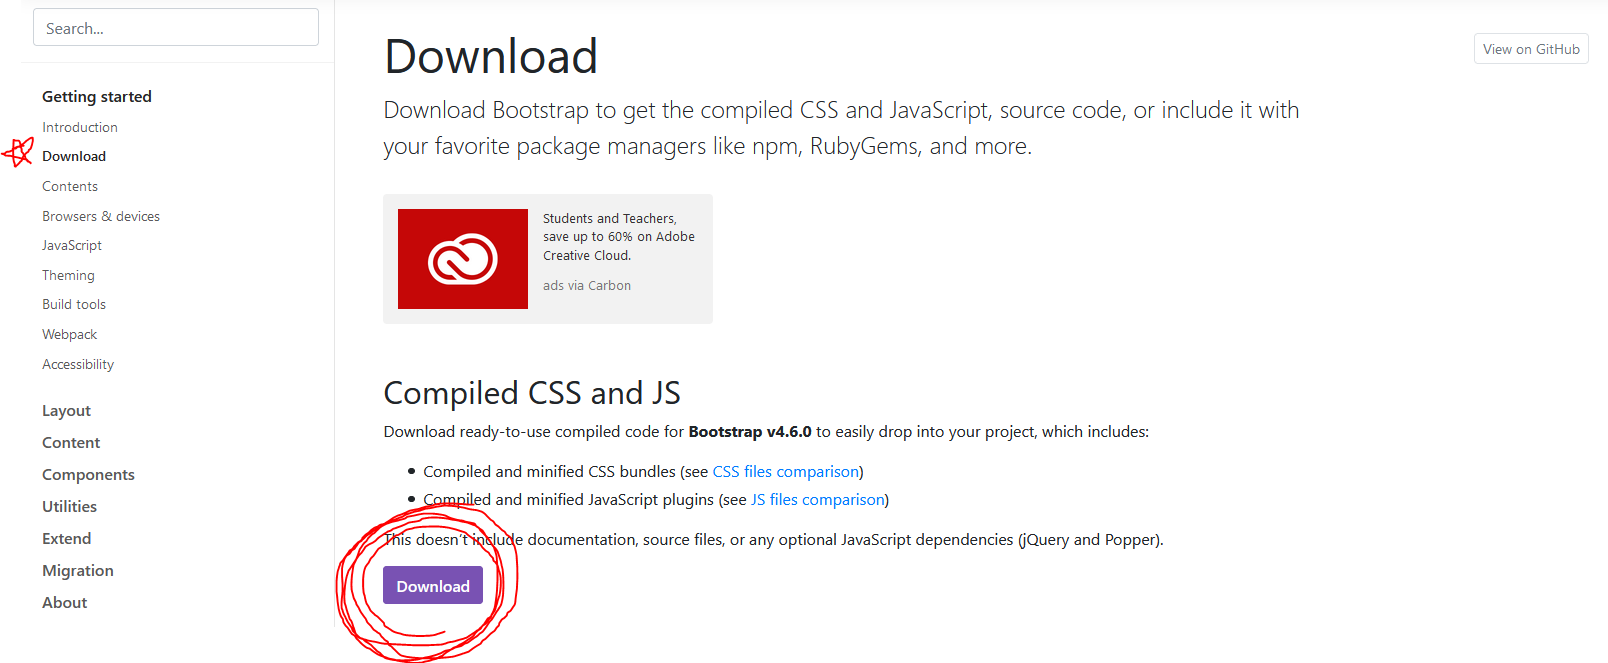 Search...
Getting started
Introduction
Download
Contents
Browsers & devices
JavaScript
Theming
Build tools
Webpack
Accessibility
Layout
Content
Components
Utilities
Extend
Migration
About
Download
View on GitHub
Download Bootstrap to get the compiled CSS and JavaScript, source code, or include it with
your favorite package managers like npm, RubyGems, and more.
Students and Teachers,
save up to 60% on Adobe
Creative Cloud.
ads via Carbon
Compiled CSS and JS
Download ready-to-use compiled code for Bootstrap v4.6.0 to easily drop into your project, which includes:
• Compiled and minified CSS bundles (see CSS files comparison)
• Compiled and minified JavaScript plugins (see JS files comparison)
This doesn't include documentation, source files, or any optional JavaScript dependencies (jQuery and Popper).
Download